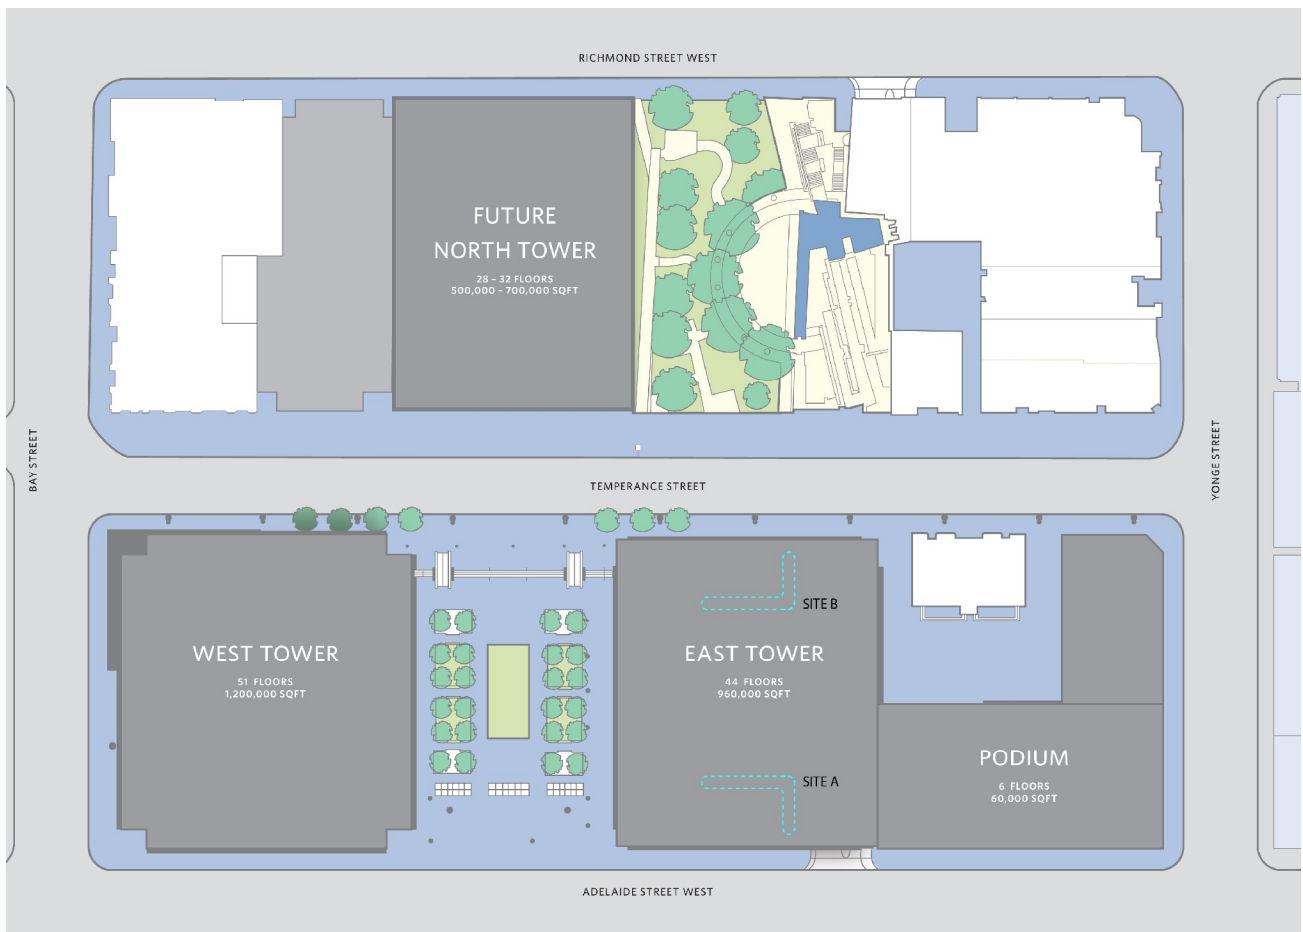 RICHMOND STREET WEST
FUTURE
NORTH TOWER
28 – 32 FLOORS
500,000 – 700,000 SQFT
BAY STREET
YONGE STREET
TEMPERANCE STREET
SITE B
WEST TOWER
51 FLOORS
1,200,000 SQFT
EAST TOWER
44 FLOORS
960,000 SQFT
PODIUM
6 FLOORS
60,000 SQFT
SITE A
ADELAIDE STREET WEST